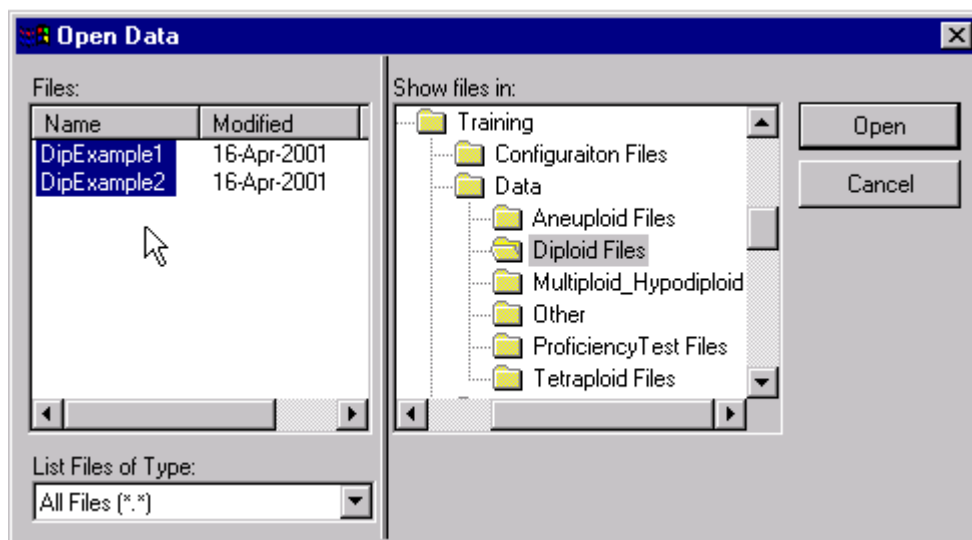 Open Data
Files:
Name Modified
DipExample1 16-Apr-2001
DipExample2 16-Apr-2001
List Files of Type:
All Files (*.*)
Show files in:
Training
Configuraiton Files
Data
Aneuploid Files
Diploid Files
Multiploid_Hypodiploid
Other
ProficiencyTest Files
Tetraploid Files
Open
Cancel